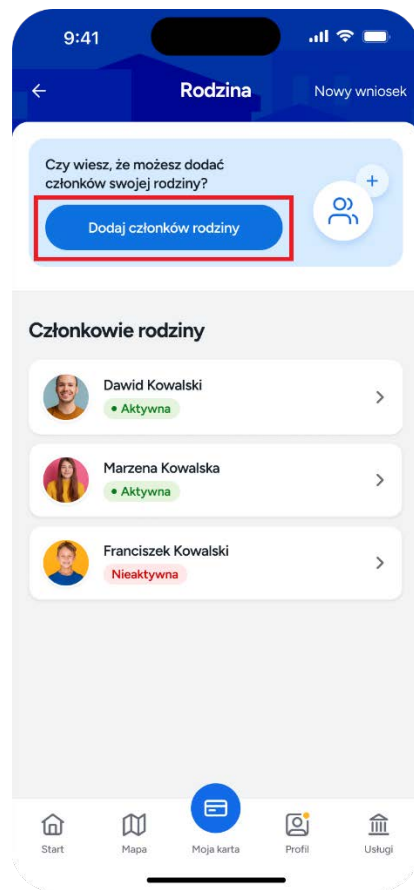 9:41
Rodzina
Nowy wniosek
Czy wiesz, że możesz dodać
członków swojej rodziny?
Dodaj członków rodziny
Członkowie rodziny
Dawid Kowalski
Aktywna
Marzena Kowalska
Aktywna
Franciszek Kowalski
Nieaktywna
Start
Mapa
Moja karta
Profil
Usługi